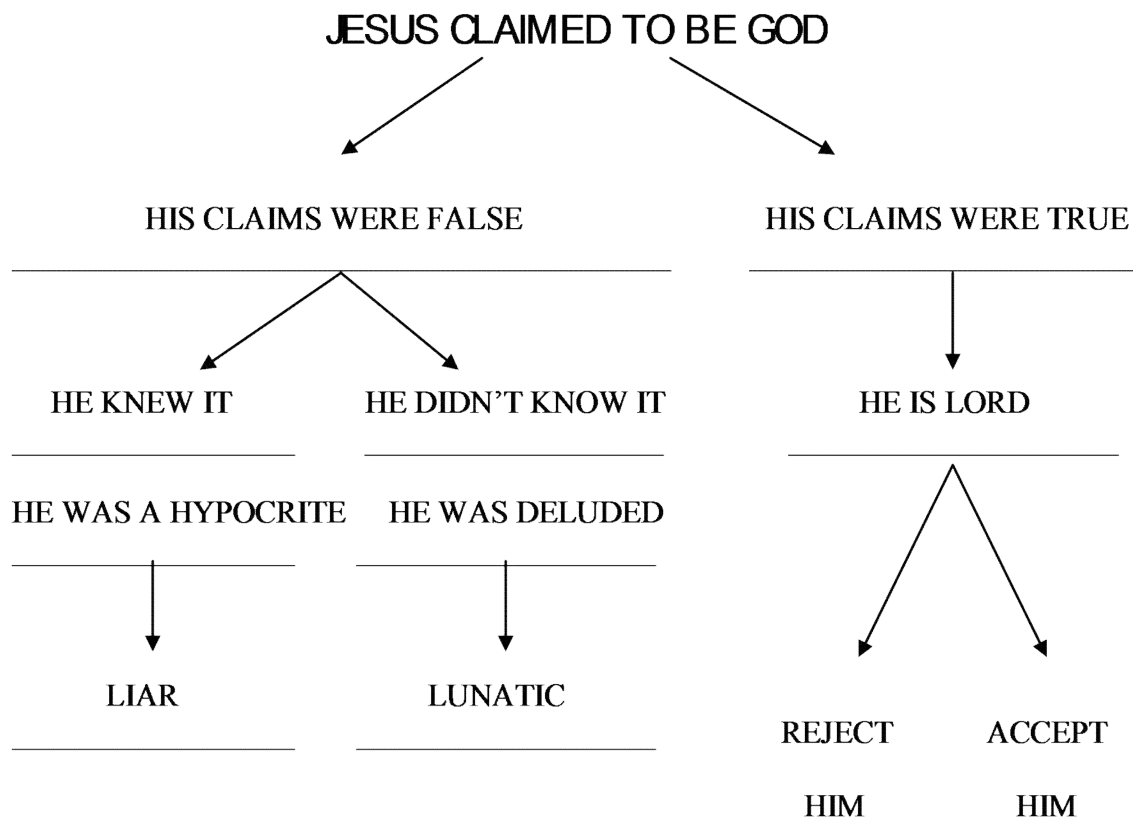 JESUS CLAIMED TO BE GOD
HIS CLAIMS WERE FALSE
HIS CLAIMS WERE TRUE
HE KNEW IT
HE DIDN’T KNOW IT
HE IS LORD
HE WAS A HYPOCRITE
HE WAS DELUDED
LIAR
LUNATIC
REJECT
HIM
ACCEPT
HIM